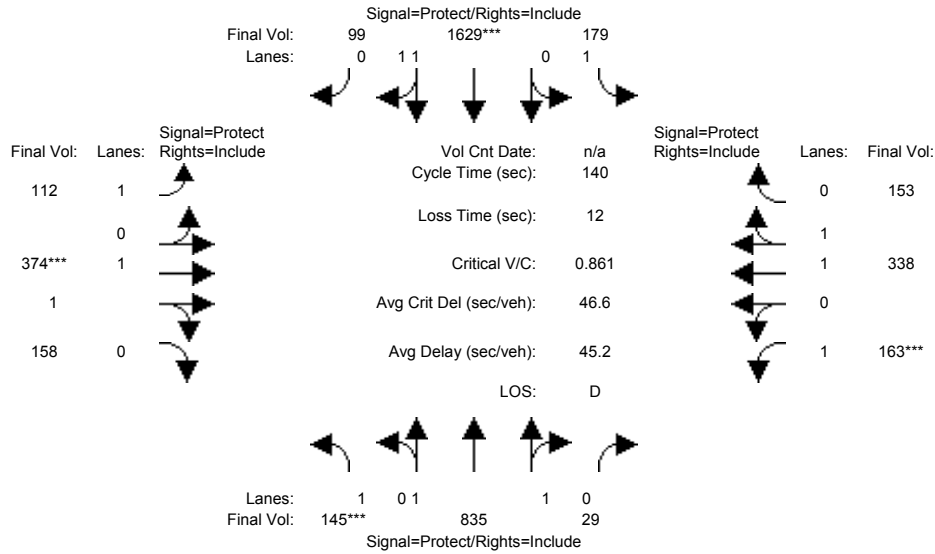 Signal=Protect/Rights=Include
Final Vol: 99 1629*** 179
Lanes: 0 1 1 0 1
Signal=Protect
Final Vol: Lanes: Rights=Include
Vol Cnt Date: n/a
Cycle Time (sec): 140
Signal=Protect
Rights=Include Lanes: Final Vol:
112 1
0 153
Loss Time (sec): 12
0
1
374*** 1
Critical V/C: 0.861
1 338
1
Avg Crit Del (sec/veh): 46.6
0
158 0
Avg Delay (sec/veh): 45.2
1 163***
LOS: D
Lanes: 1 0 1 1 0
Final Vol: 145*** 835 29
Signal=Protect/Rights=Include